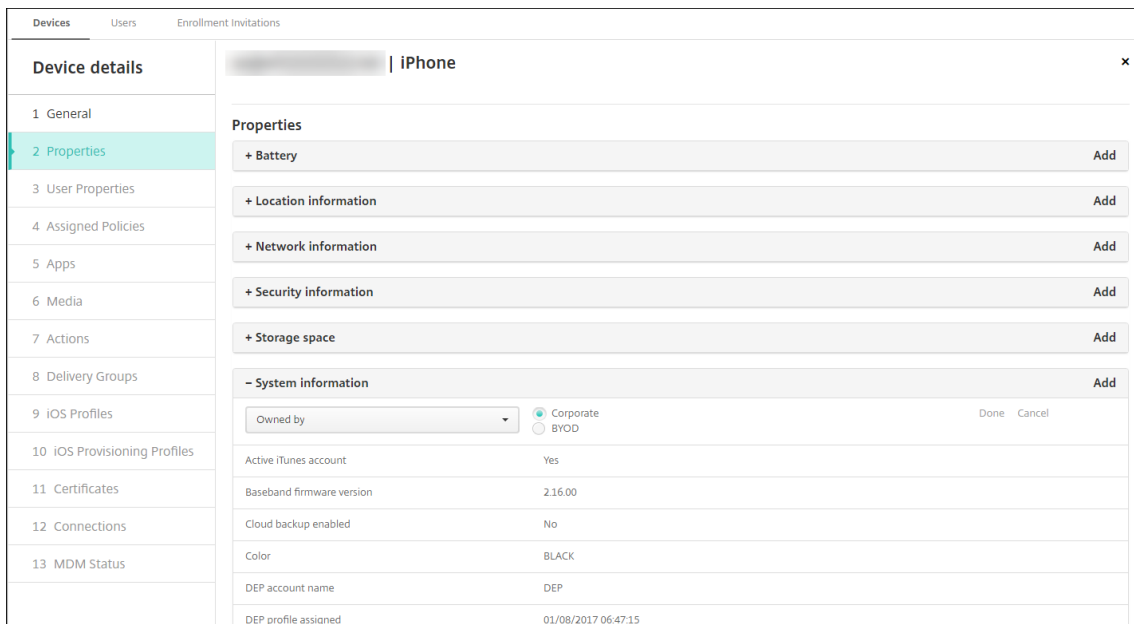 Devices Users Enrollment Invitations
Device details
| iPhone
×
1 General
2 Properties
3 User Properties
4 Assigned Policies
5 Apps
6 Media
7 Actions
8 Delivery Groups
9 iOS Profiles
10 iOS Provisioning Profiles
11 Certificates
12 Connections
13 MDM Status
Properties
+ Battery Add
+ Location information Add
+ Network information Add
+ Security information Add
+ Storage space Add
– System information Add
Owned by Corporate Done Cancel
BYOD
Active iTunes account Yes
Baseband firmware version 2.16.00
Cloud backup enabled No
Color BLACK
DEP account name DEP
DEP profile assigned 01/08/2017 06:47:15